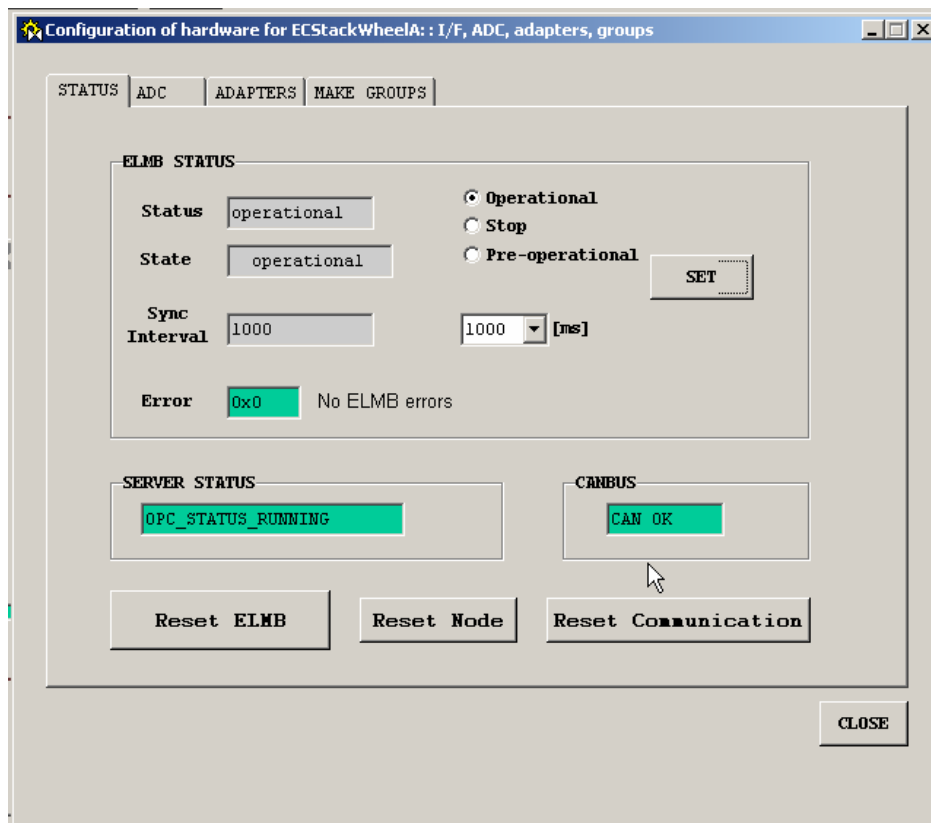 Configuration of hardware for ECStackWheelA: : I/F, ADC, adapters, groups
STATUS ADC ADAPTERS MAKE GROUPS
ELMB STATUS
Status operational
Operational
Stop
State operational
Pre-operational
SET
Sync
Interval 1000 1000 [ms]
Error 0x0 No ELMB errors
SERVER STATUS CANBUS
OPC_STATUS_RUNNING CAN OK
Reset ELMB Reset Node Reset Communication
CLOSE